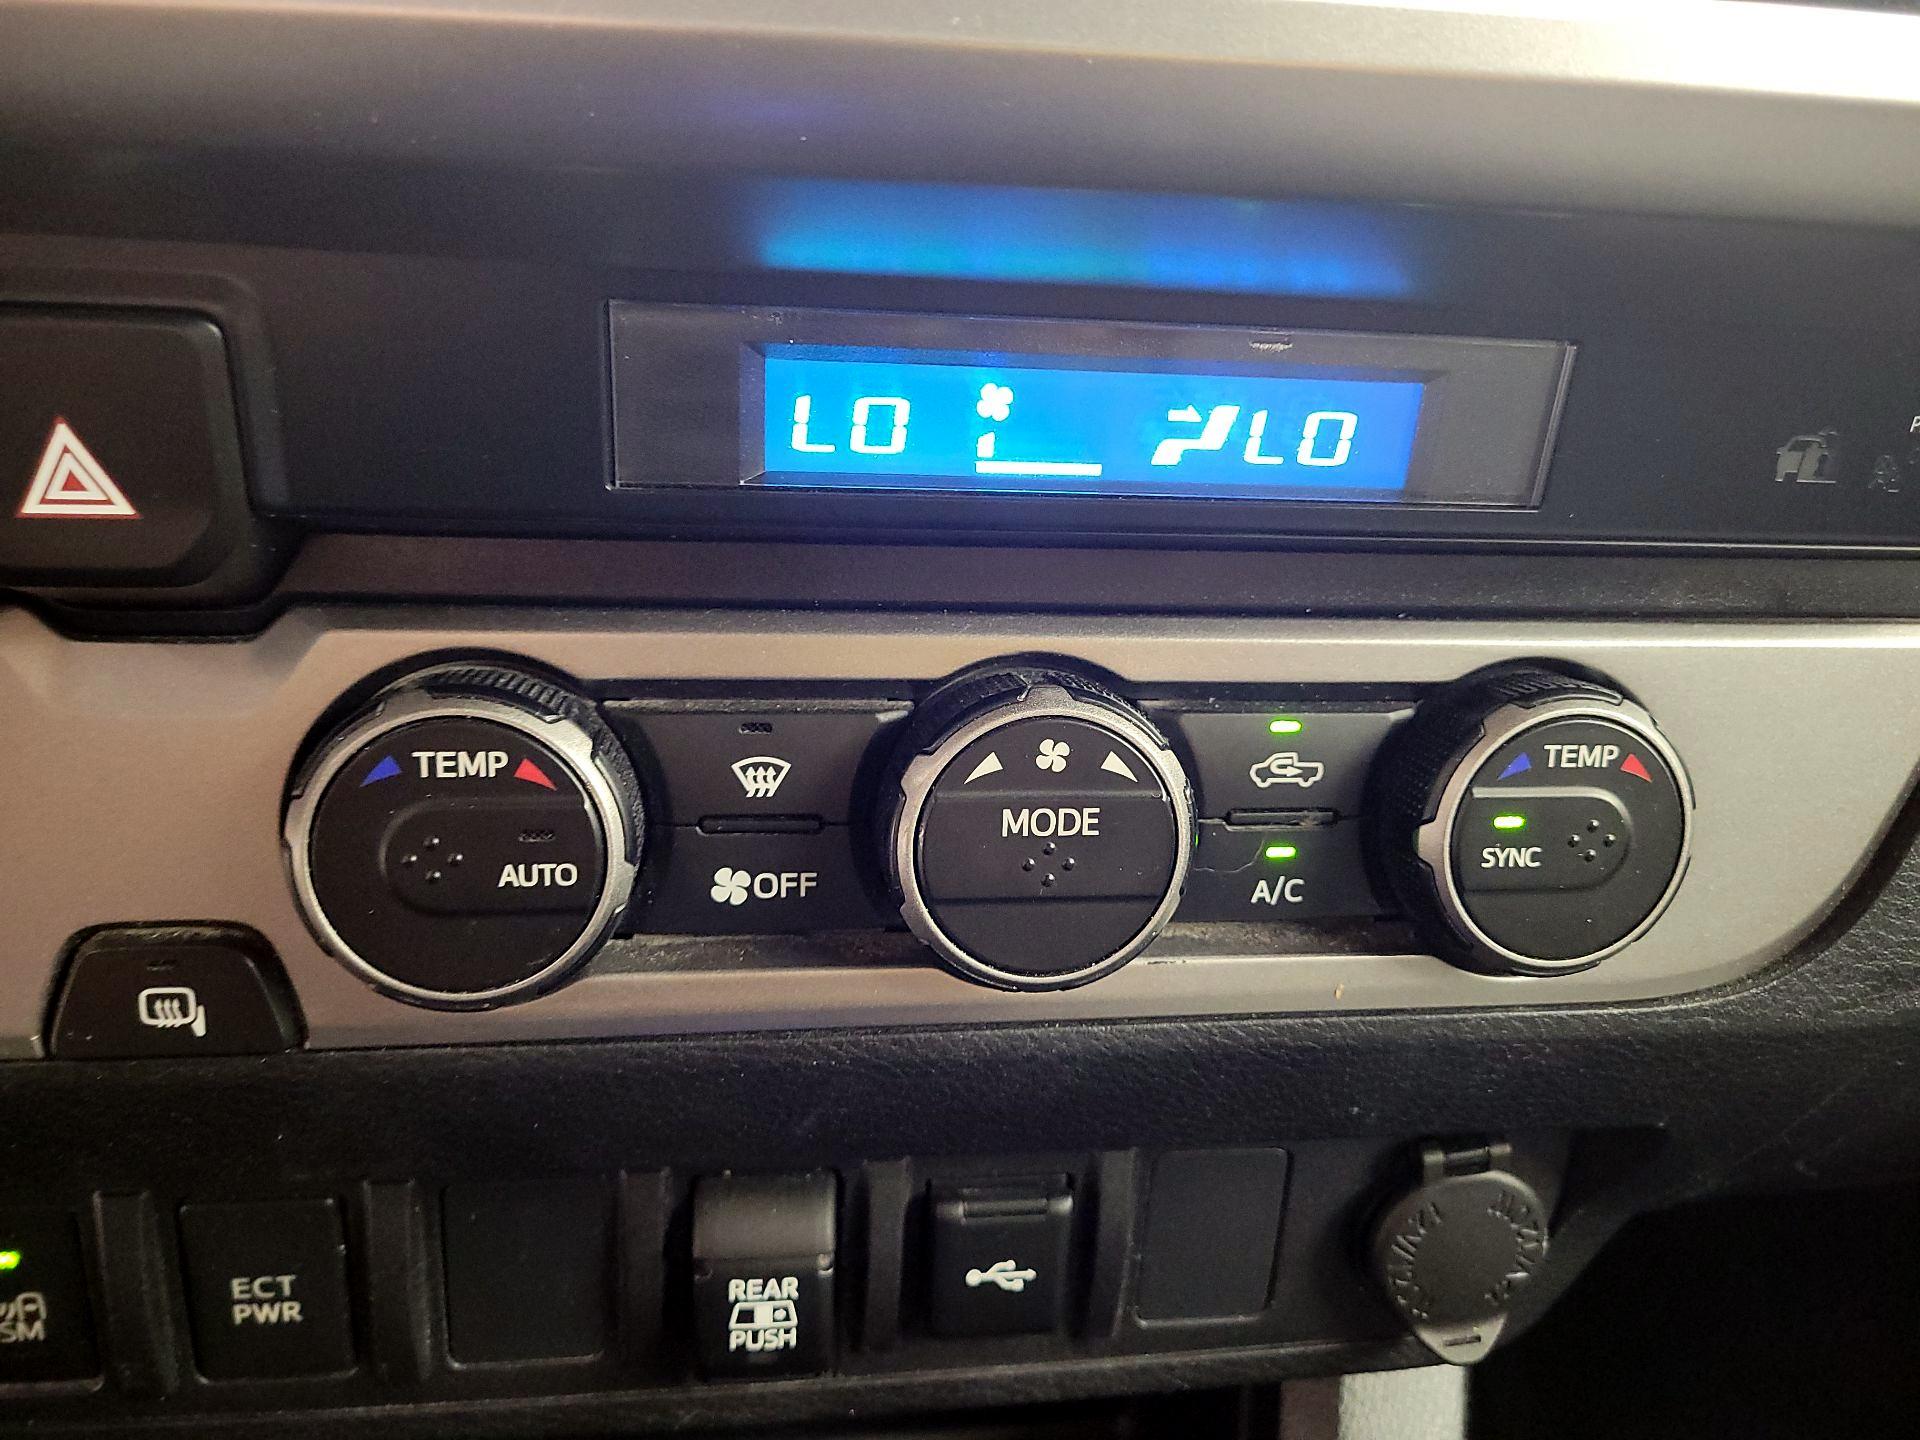 LO LO
TEMP
AUTO
OFF
MODE
A/C
TEMP
SYNC
ECT
PWR
REAR
PUSH